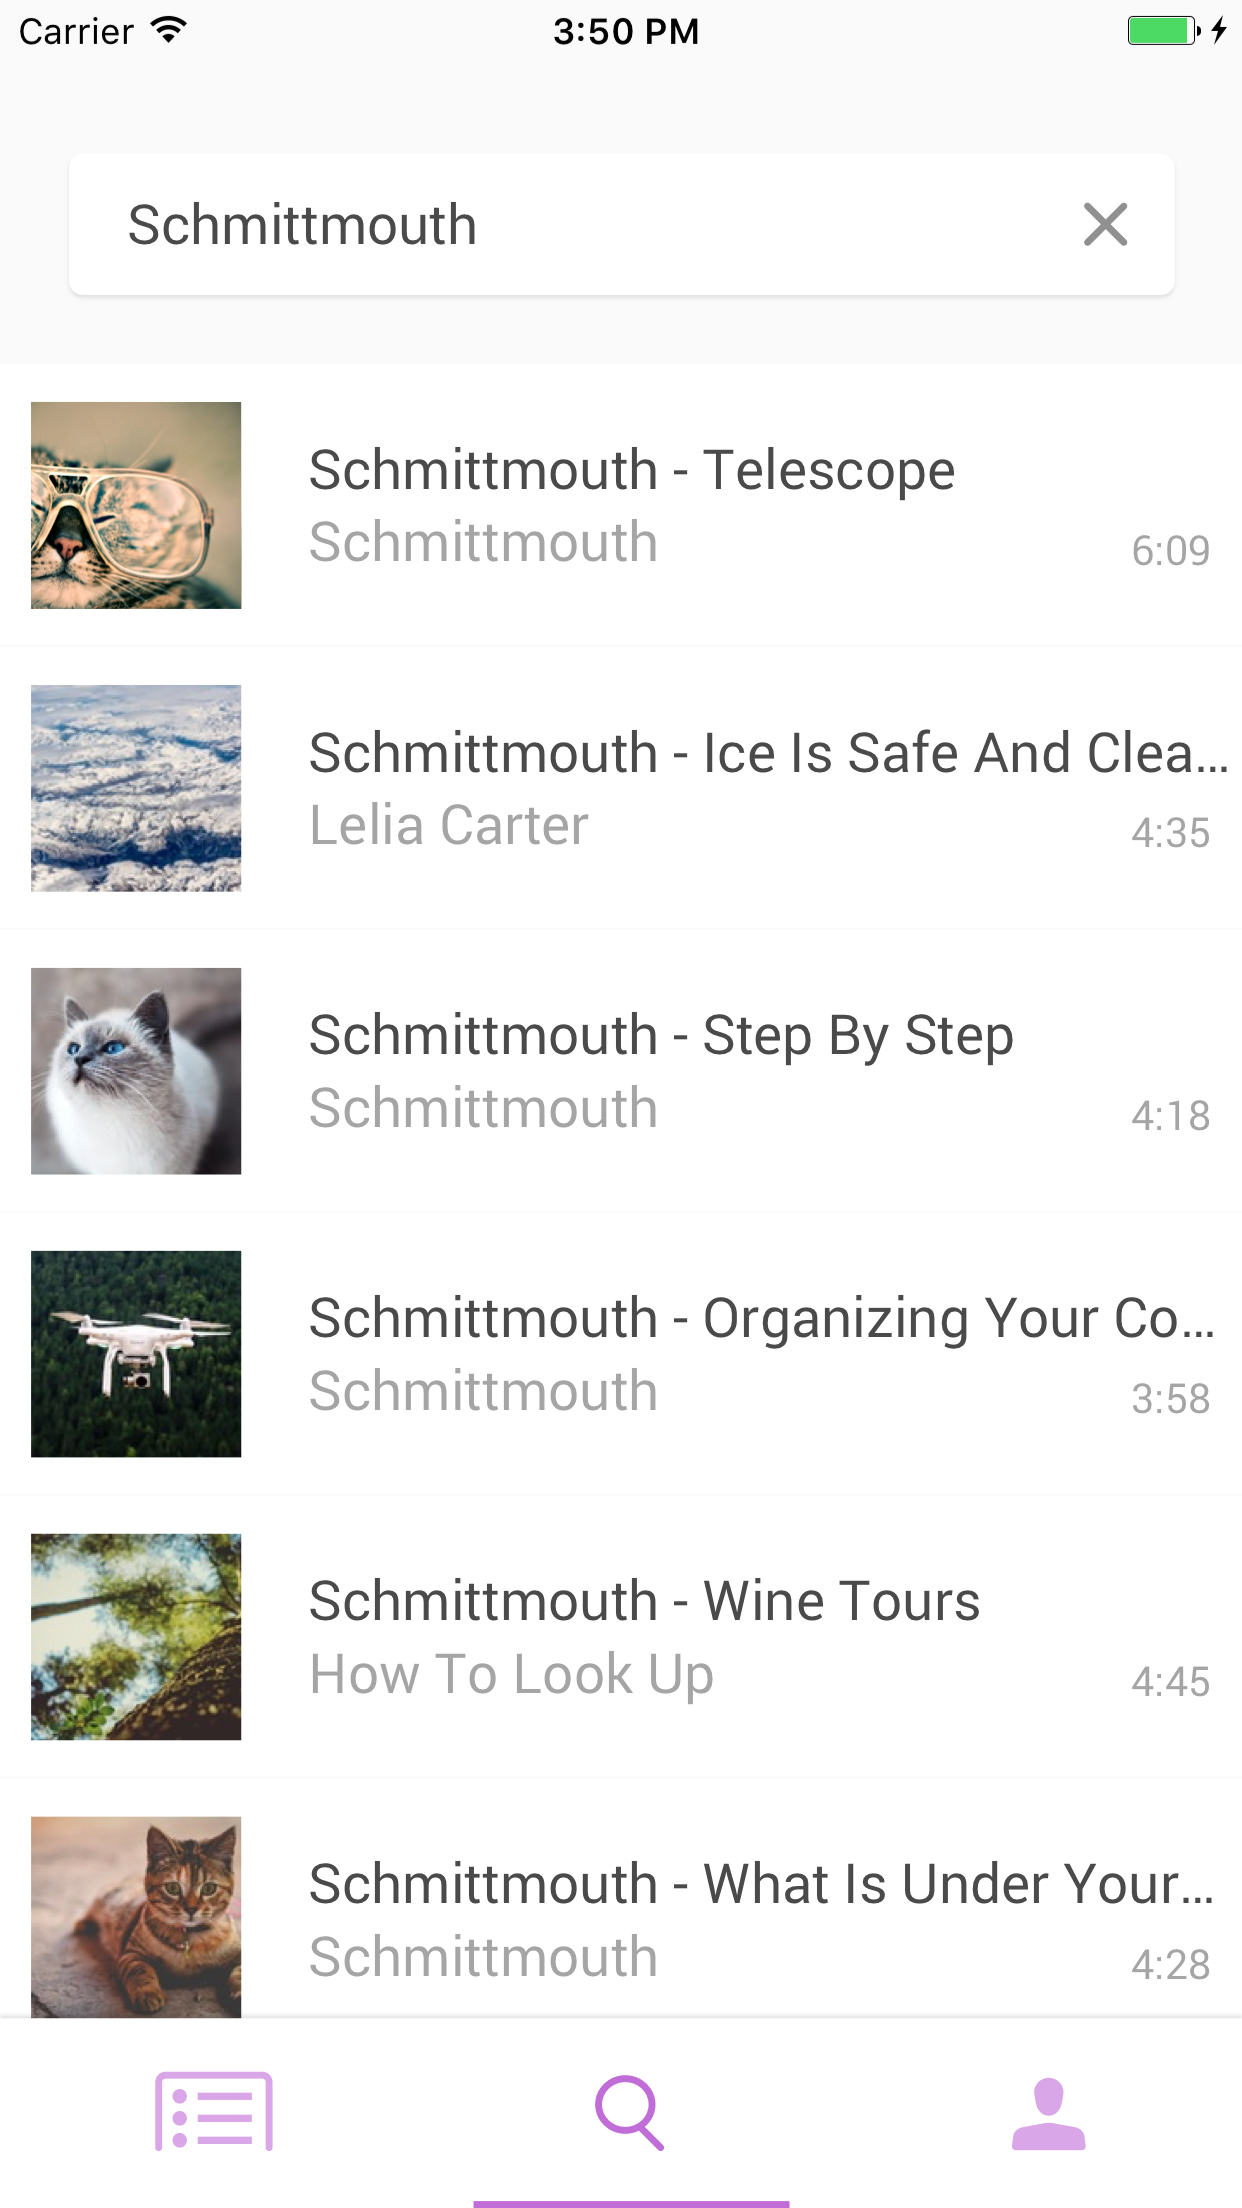 Carrier 3:50 PM
Schmittmouth
Schmittmouth - Telescope
Schmittmouth 6:09
Schmittmouth - Ice Is Safe And Clea...
Lelia Carter 4:35
Schmittmouth - Step By Step
Schmittmouth 4:18
Schmittmouth - Organizing Your Co...
Schmittmouth 3:58
Schmittmouth - Wine Tours
How To Look Up 4:45
Schmittmouth - What Is Under Your...
Schmittmouth 4:28